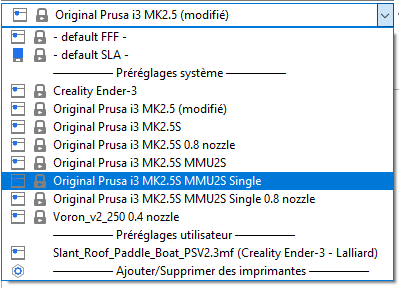 Original Prusa i3 MK2.5 (modifié)
- default FFF -
- default SLA -
Préréglages système
Creality Ender-3
Original Prusa i3 MK2.5 (modifié)
Original Prusa i3 MK2.5S
Original Prusa i3 MK2.5S 0.8 nozzle
Original Prusa i3 MK2.5S MMU2S
Original Prusa i3 MK2.5S MMU2S Single
Original Prusa i3 MK2.5S MMU2S Single 0.8 nozzle
Voron_v2_250 0.4 nozzle
Préréglages utilisateur
Slant_Roof_Paddle_Boat_PSV2.3mf (Creality Ender-3 - Lalliard)
Ajouter/Supprimer des imprimantes